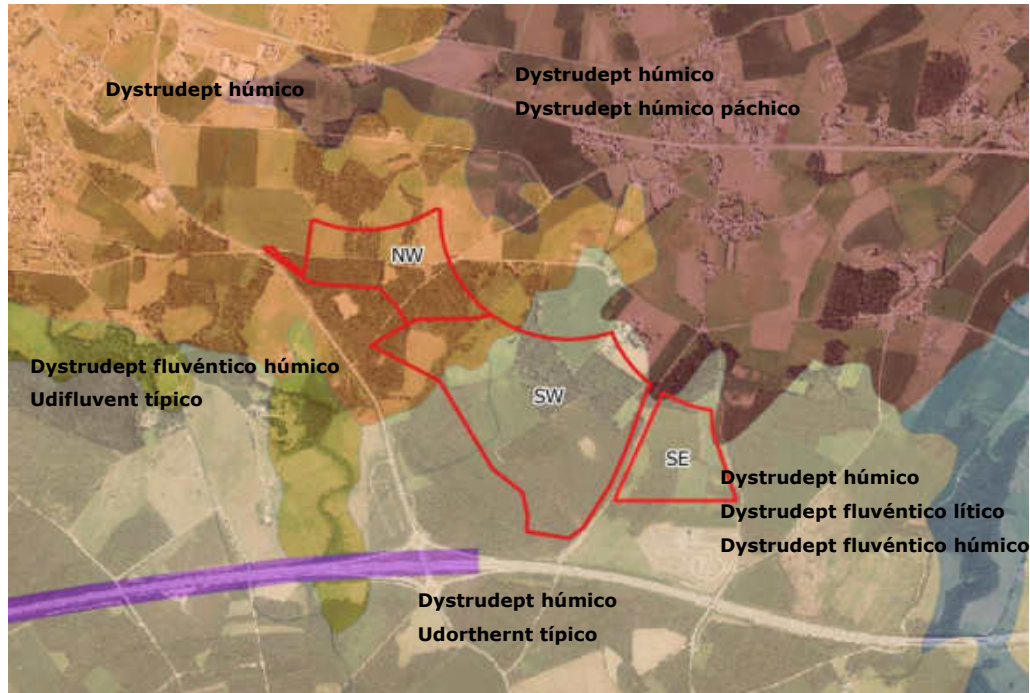 Dystrudept húmico
Dystrudept húmico
Dystrudept húmico páchico
NW
Dystrudept fluvéntico húmico
Udifluvent típico
SW
SE
Dystrudept húmico
Dystrudept fluvéntico lítico
Dystrudept fluvéntico húmico
Dystrudept húmico
Udorthernt típico